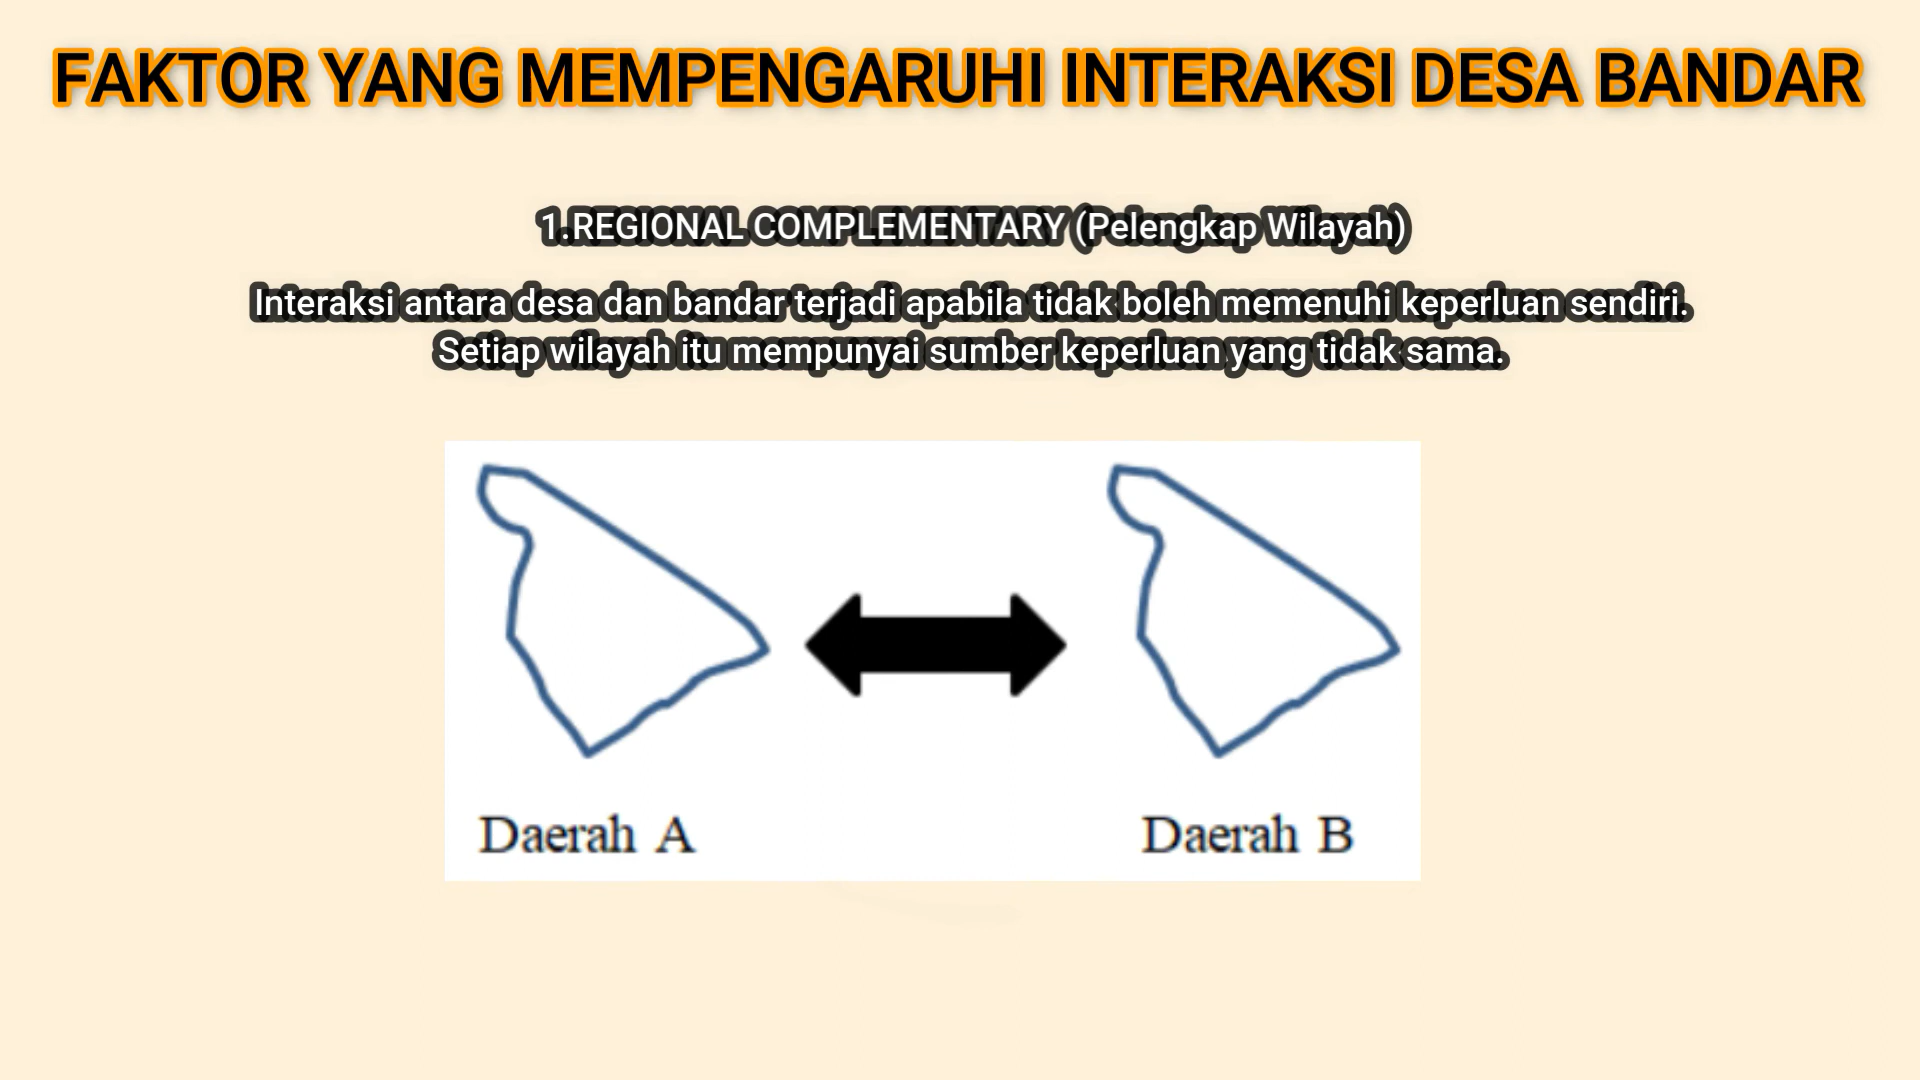 FAKTOR YANG MEMPENGARUHI INTERAKSI DESA BANDAR
1.REGIONAL COMPLEMENTARY (Pelengkap Wilayah)
Interaksi antara desa dan bandar terjadi apabila tidak boleh memenuhi keperluan sendiri.
Setiap wilayah itu mempunyai sumber keperluan yang tidak sama.
Daerah A
Daerah B